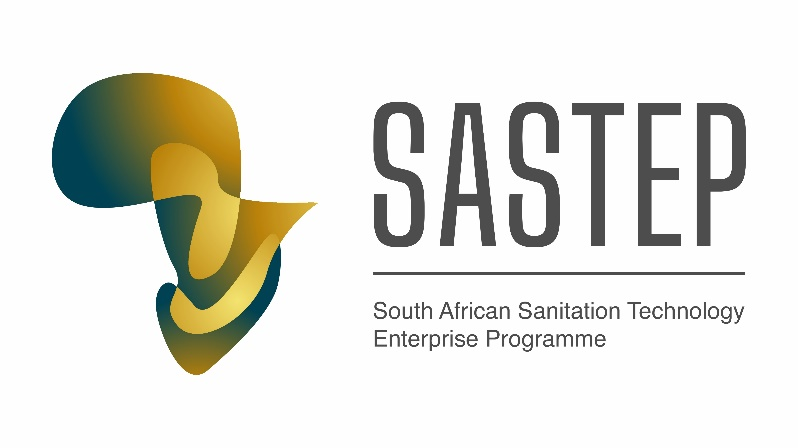 SASTEP
South African Sanitation Technology
Enterprise Programme